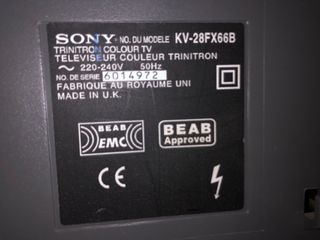 SONY NO. DU MODELE KV-28FX66B
TRINITRON COLOUR TV
TELEVISEUR COULEUR TRINITRON
~ 220-240V 50Hz
NO. DE SERIE 6014972
FABRIQUE AU ROYAUME UNI
MADE IN U.K.
BEAB
EMC
BEAB
Approved
CE